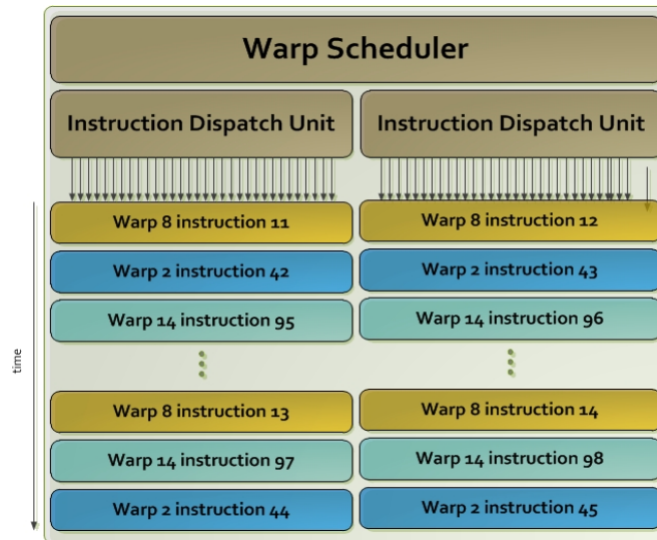 Warp Scheduler
Instruction Dispatch Unit
Instruction Dispatch Unit
Warp 8 instruction 11
Warp 8 instruction 12
Warp 2 instruction 42
Warp 2 instruction 43
Warp 14 instruction 95
Warp 14 instruction 96
time
Warp 8 instruction 13
Warp 8 instruction 14
Warp 14 instruction 97
Warp 14 instruction 98
Warp 2 instruction 44
Warp 2 instruction 45